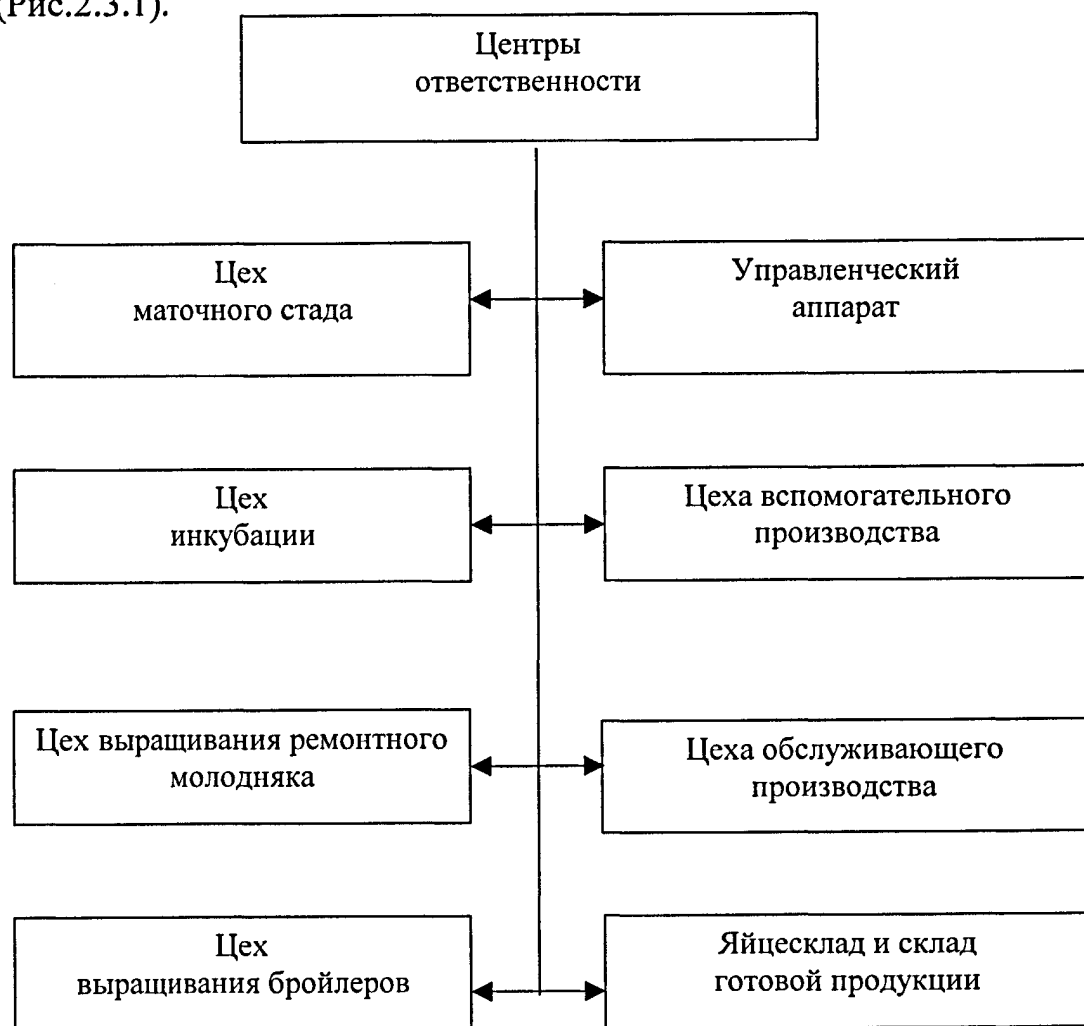 (Рис.2.3.1).
Центры
ответственности
Цех
маточного стада
Управленческий
аппарат
Цех
инкубации
Цеха вспомогательного
производства
Цех выращивания ремонтного
молодняка
Цеха обслуживающего
производства
Цех
выращивания бройлеров
Яйцесклад и склад
готовой продукции